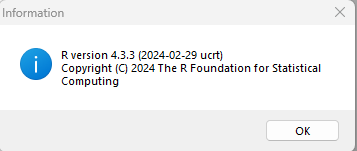 Information
R version 4.3.3 (2024-02-29 ucrt)
Copyright (C) 2024 The R Foundation for Statistical
Computing
OK